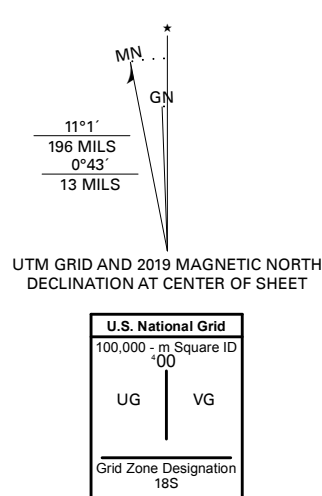 ★
MN
GN
11°1´
196 MILS
0°43´
13 MILS
UTM GRID AND 2019 MAGNETIC NORTH
DECLINATION AT CENTER OF SHEET
U.S. National Grid
100,000 - m Square ID
⁴00
UG VG
Grid Zone Designation
18S